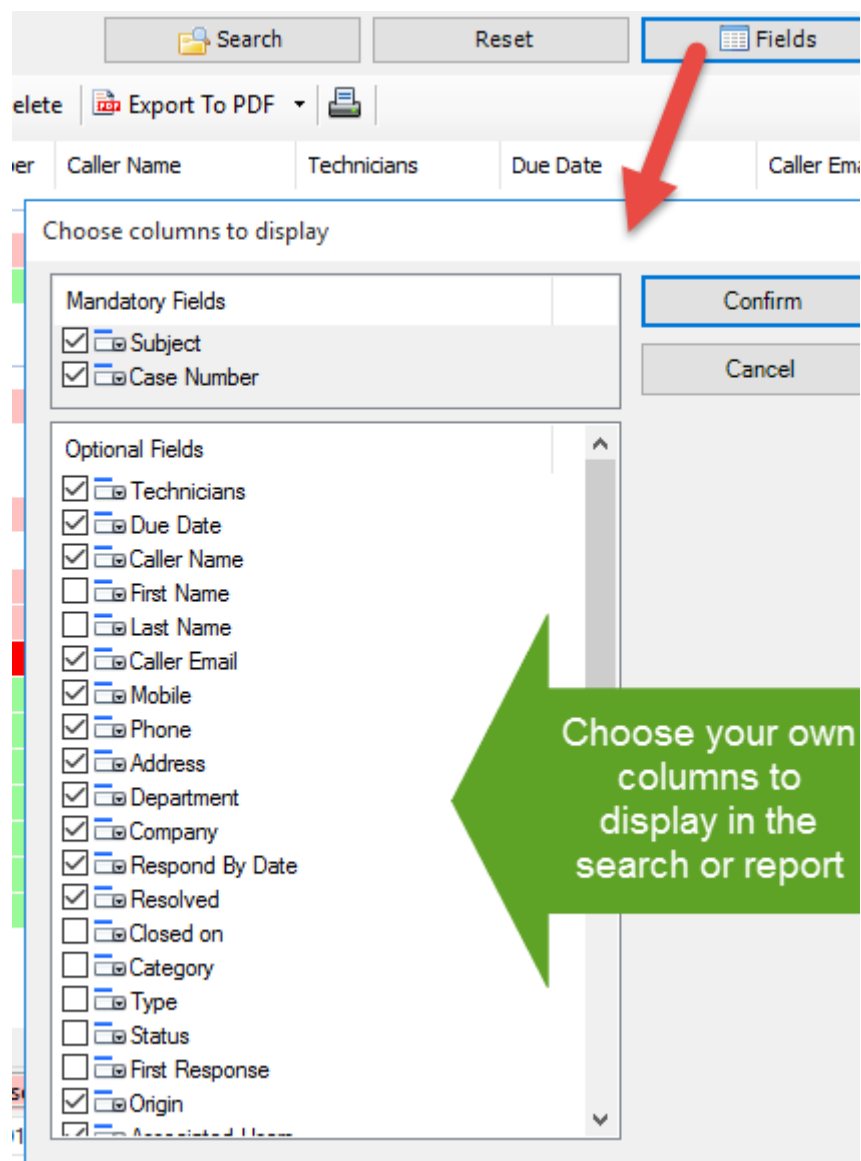 Search Reset Fields
elete Export To PDF
er Caller Name Technicians Due Date Caller Ema
Choose columns to display
Mandatory Fields
Confirm
Subject
Case Number
Cancel
Optional Fields
Technicians
Due Date
Caller Name
First Name
Last Name
Caller Email
Mobile
Phone
Address
Department
Company
Respond By Date
Resolved
Closed on
Category
Type
Status
First Response
Origin
Choose your own
columns to
display in the
search or report